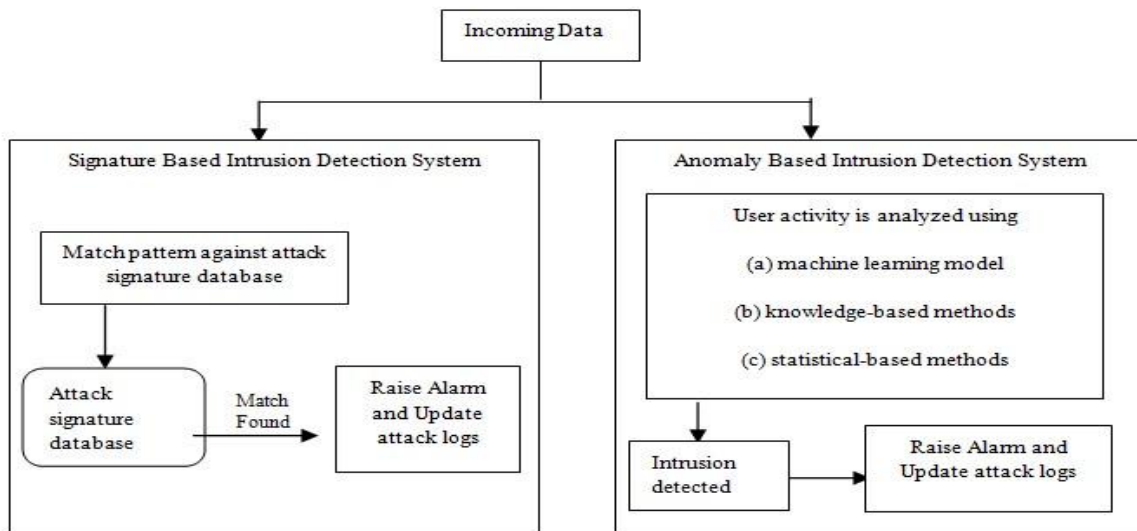 Incoming Data
Signature Based Intrusion Detection System
Match pattern against attack
signature database
Attack
signature
database
Match
Found
Raise Alarm
and Update
attack logs
Anomaly Based Intrusion Detection System
User activity is analyzed using
(a) machine learning model
(b) knowledge-based methods
(c) statistical-based methods
Intrusion
detected
Raise Alarm and
Update attack logs